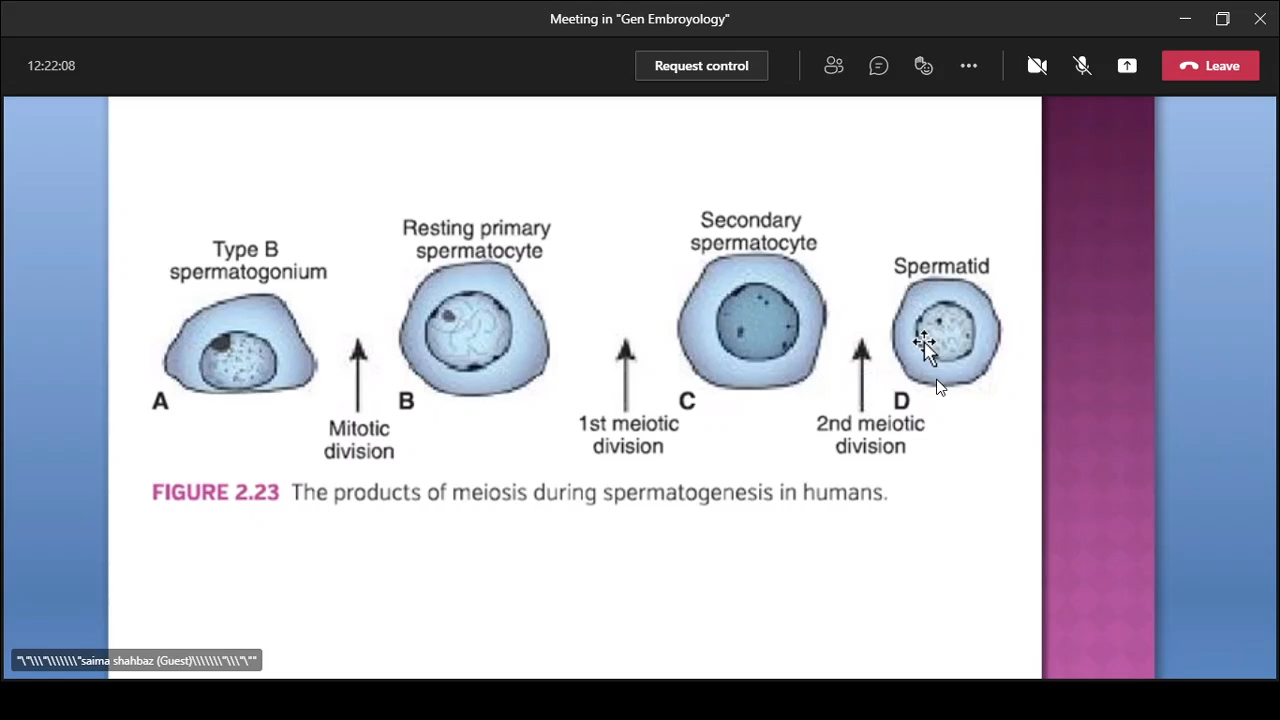 Meeting in "Gen Embroyology"
12:22:08
Request control
Leave
Type B
spermatogonium
Resting primary
spermatocyte
Secondary
spermatocyte
Spermatid
A
B
C
D
Mitotic
division
1st meiotic
division
2nd meiotic
division
FIGURE 2.23 The products of meiosis during spermatogenesis in humans.
"\"\\\"\\\\\\\"saima shahbaz (Guest)\\\\\\\"\\\"\""